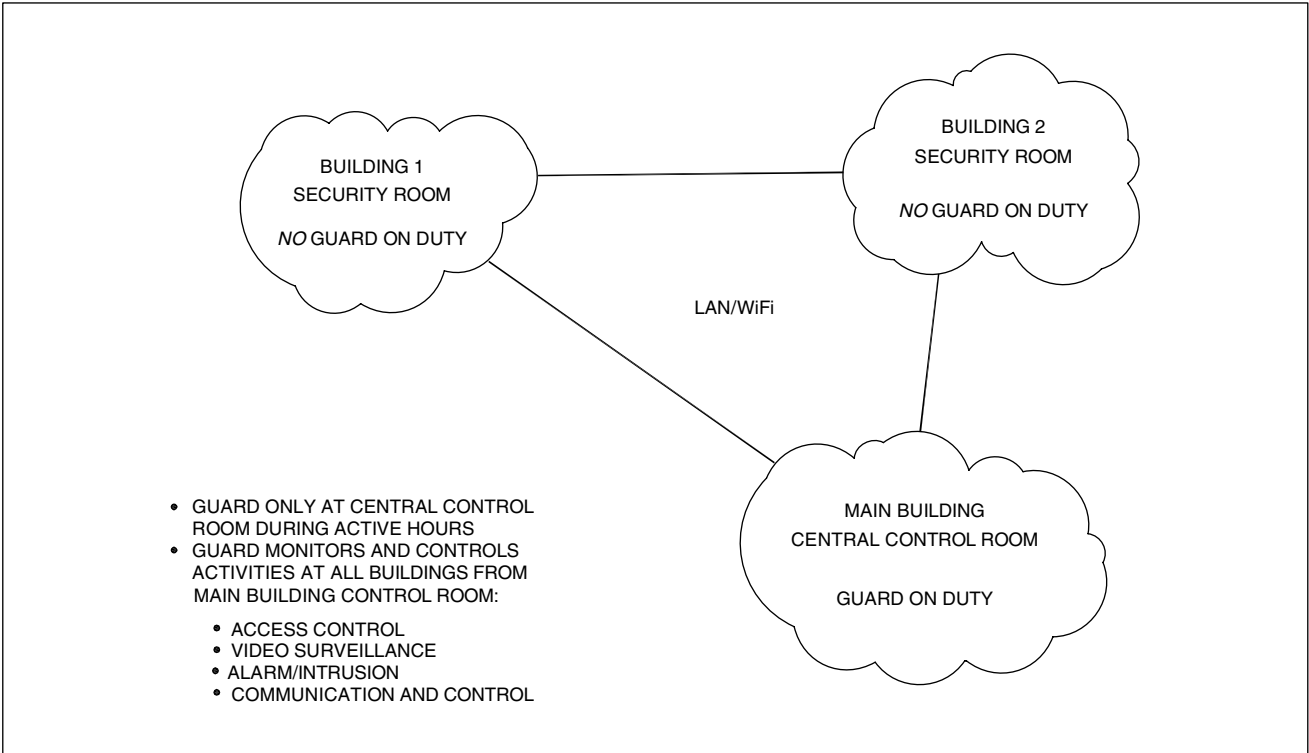 BUILDING 1
SECURITY ROOM
NO GUARD ON DUTY
BUILDING 2
SECURITY ROOM
NO GUARD ON DUTY
LAN/WiFi
MAIN BUILDING
CENTRAL CONTROL ROOM
GUARD ON DUTY
• GUARD ONLY AT CENTRAL CONTROL
ROOM DURING ACTIVE HOURS
• GUARD MONITORS AND CONTROLS
ACTIVITIES AT ALL BUILDINGS FROM
MAIN BUILDING CONTROL ROOM:
• ACCESS CONTROL
• VIDEO SURVEILLANCE
• ALARM/INTRUSION
• COMMUNICATION AND CONTROL